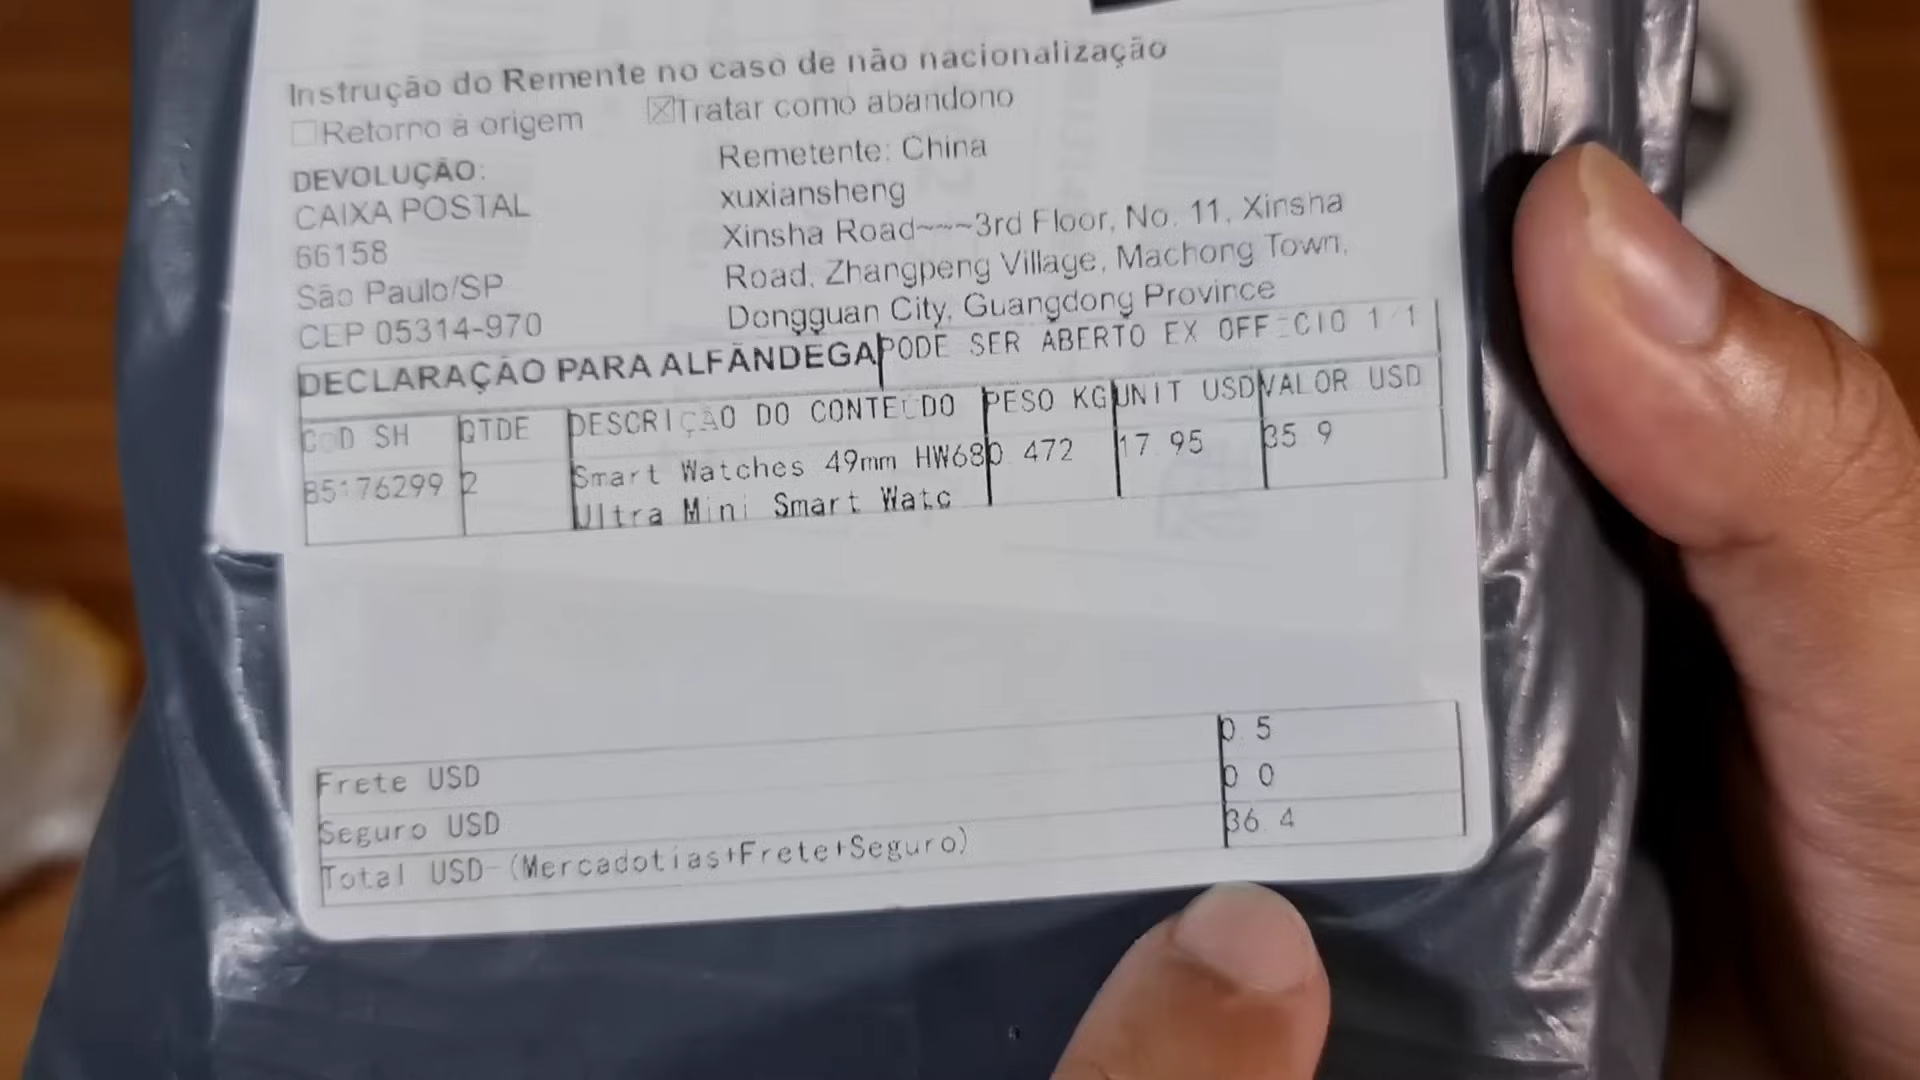 Instrução do Remente no caso de não nacionalização
☐Retorno à origem ☒Tratar como abandono
DEVOLUÇÃO:
CAIXA POSTAL
66158
São Paulo/SP
CEP 05314-970
Remetente: China
xuxiansheng
Xinsha Road~~~3rd Floor, No. 11, Xinsha
Road, Zhangpeng Village, Machong Town,
Dongguan City, Guangdong Province
DECLARAÇÃO PARA ALFÂNDEGA PODE SER ABERTO EX OFFICIO 1 1
COD SH QTDE DESCRIÇÃO DO CONTEUDO PESO KG UNIT USD VALOR USD
85176299 2 Smart Watches 49mm HW68 0 472 17 95 35 9
Ultra Mini Smart Watc
Frete USD 0 5
Seguro USD 0 0
Total USD-(Mercadotias+Frete+Seguro) 36 4